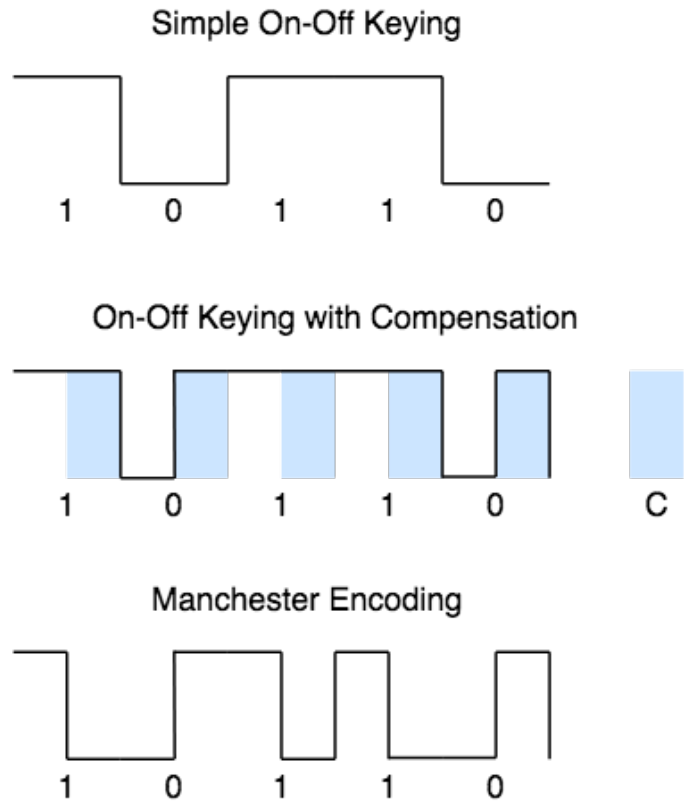 Simple On-Off Keying
1 0 1 1 0
On-Off Keying with Compensation
1 0 1 1 0 C
Manchester Encoding
1 0 1 1 0